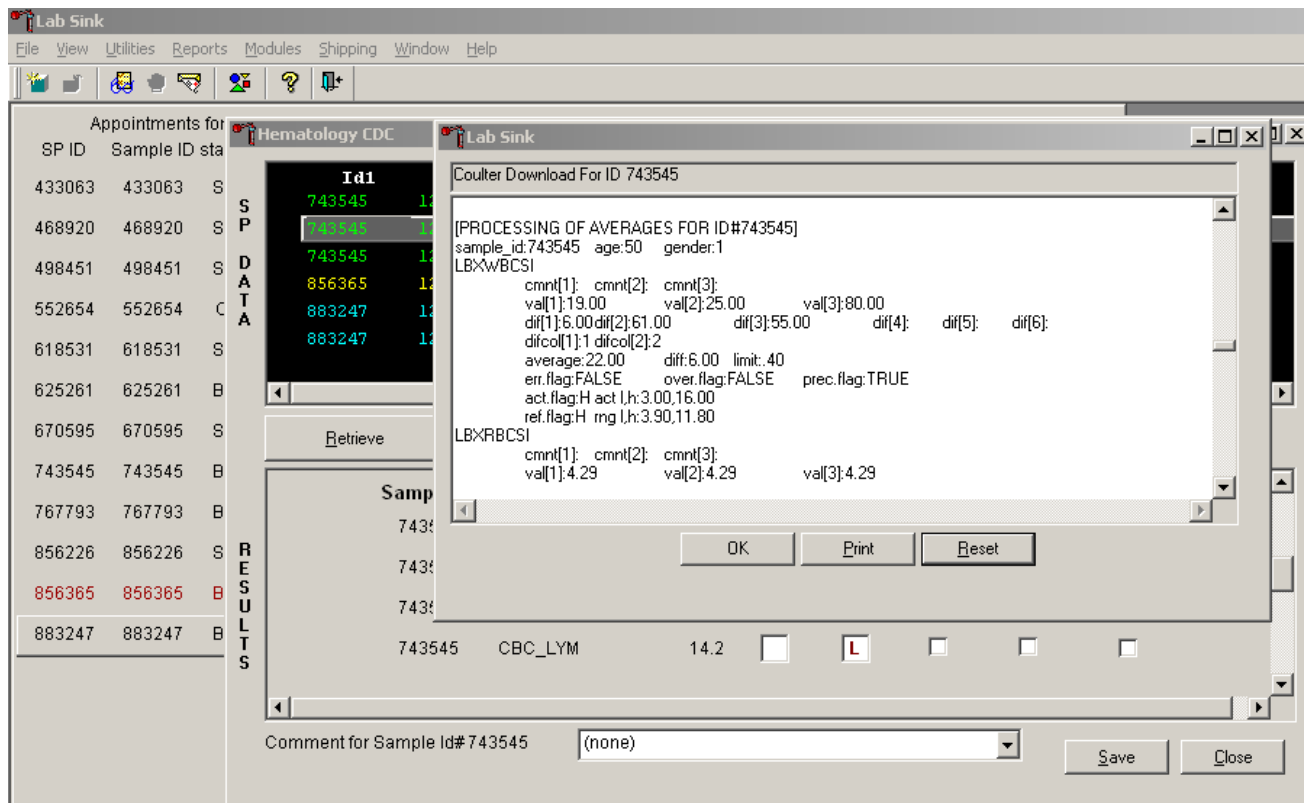 Lab Sink
File View Utilities Reports Modules Shipping Window Help
Appointments for
SP ID Sample ID sta
433063 433063 S
468920 468920 S
498451 498451 S
552654 552654 C
618531 618531 S
625261 625261 B
670595 670595 S
743545 743545 B
767793 767793 B
856226 856226 S
856365 856365 B
883247 883247 B
Hematology CDC
SP DATA
Id1
743545 12
743545 12
743545 12
856365 12
883247 12
883247 12
Retrieve
RESULTS
Samp
7435
7435
7435
743545 CBC_LYM 14.2 L
Comment for Sample Id# 743545 (none)
Save Close
Lab Sink
Coulter Download For ID 743545
[PROCESSING OF AVERAGES FOR ID#743545]
sample_id:743545 age:50 gender:1
LBXWBCSI
cmnt[1]: cmnt[2]: cmnt[3]:
val[1]:19.00 val[2]:25.00 val[3]:80.00
dif[1]:6.00 dif[2]:61.00 dif[3]:55.00 dif[4]: dif[5]: dif[6]:
difcol[1]:1 difcol[2]:2
average:22.00 diff:6.00 limit:.40
err.flag:FALSE over.flag:FALSE prec.flag:TRUE
act.flag:H act l,h:3.00,16.00
ref.flag:H rng l,h:3.90,11.80
LBXRBCSI
cmnt[1]: cmnt[2]: cmnt[3]:
val[1]:4.29 val[2]:4.29 val[3]:4.29
OK Print Reset